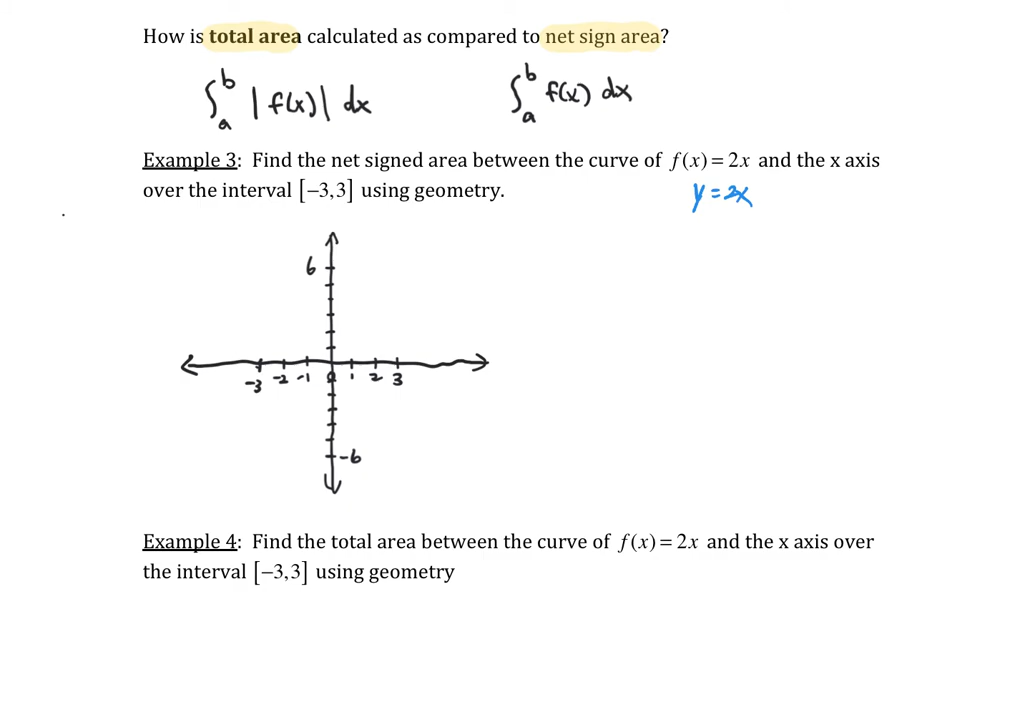 How is total area calculated as compared to net sign area?
∫ₐᵇ |f(x)| dx ∫ₐᵇ f(x) dx
Example 3: Find the net signed area between the curve of f(x) = 2x and the x axis
over the interval [−3,3] using geometry.
y = 2x
6
-3 -2 -1 0 1 2 3
-6
Example 4: Find the total area between the curve of f(x) = 2x and the x axis over
the interval [−3,3] using geometry